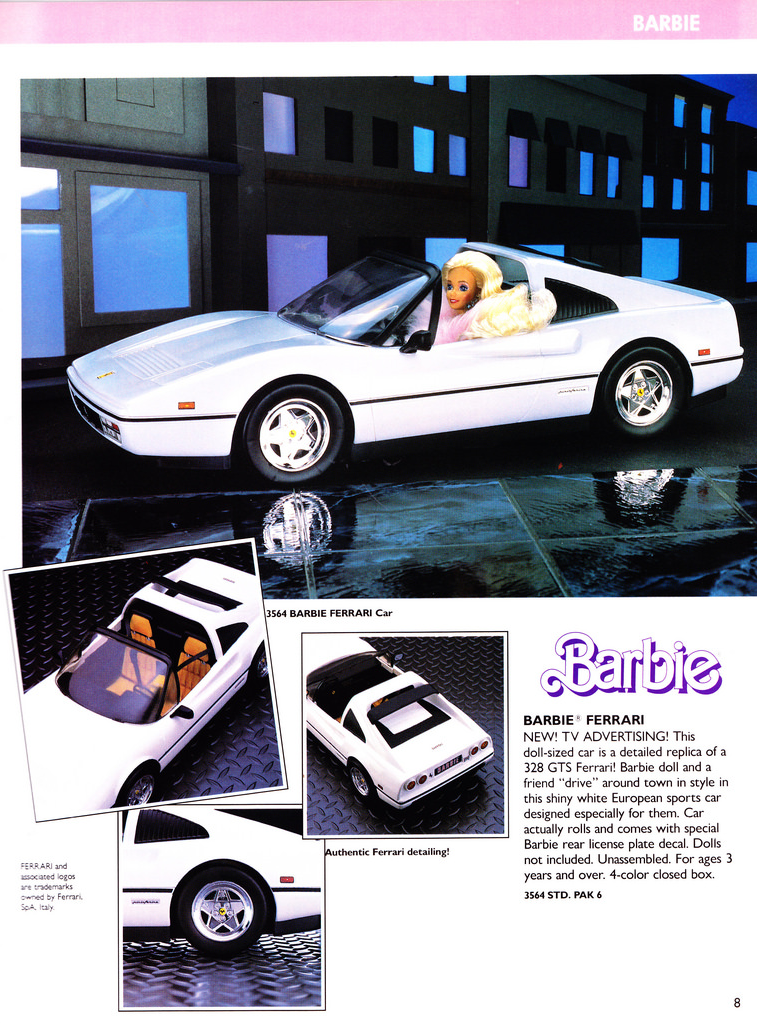 BARBIE
3564 BARBIE FERRARI Car
Barbie
BARBIE® FERRARI
NEW! TV ADVERTISING! This
doll-sized car is a detailed replica of a
328 GTS Ferrari! Barbie doll and a
friend "drive" around town in style in
this shiny white European sports car
designed especially for them. Car
actually rolls and comes with special
Barbie rear license plate decal. Dolls
not included. Unassembled. For ages 3
years and over. 4-color closed box.
3564 STD. PAK 6
BARBIE
Authentic Ferrari detailing!
FERRARI and
associated logos
are trademarks
owned by Ferrari,
S.p.A. Italy.
8